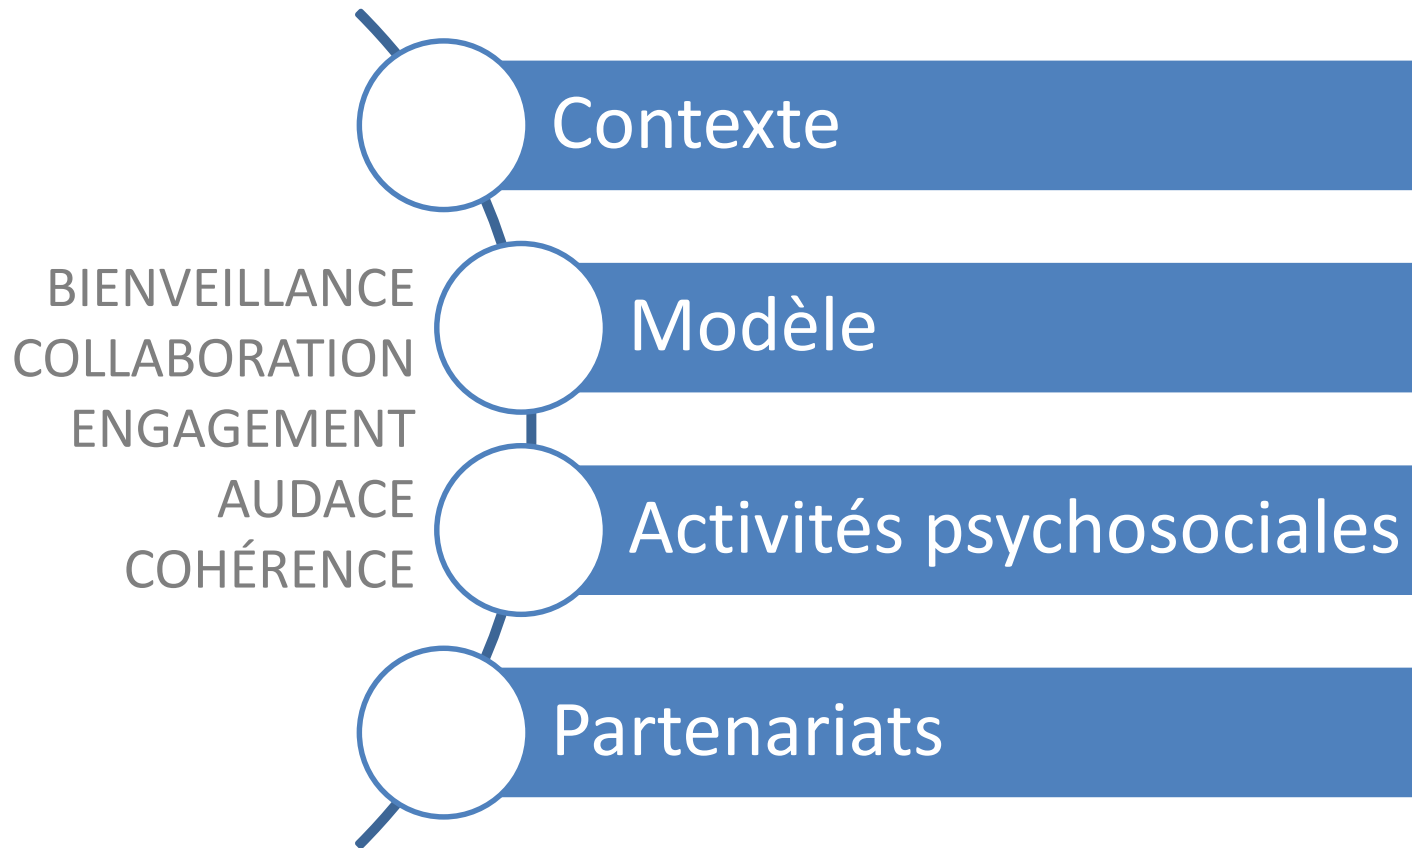 Contexte
Modèle
Activités psychosociales
Partenariats
BIENVEILLANCE
COLLABORATION
ENGAGEMENT
AUDACE
COHÉRENCE